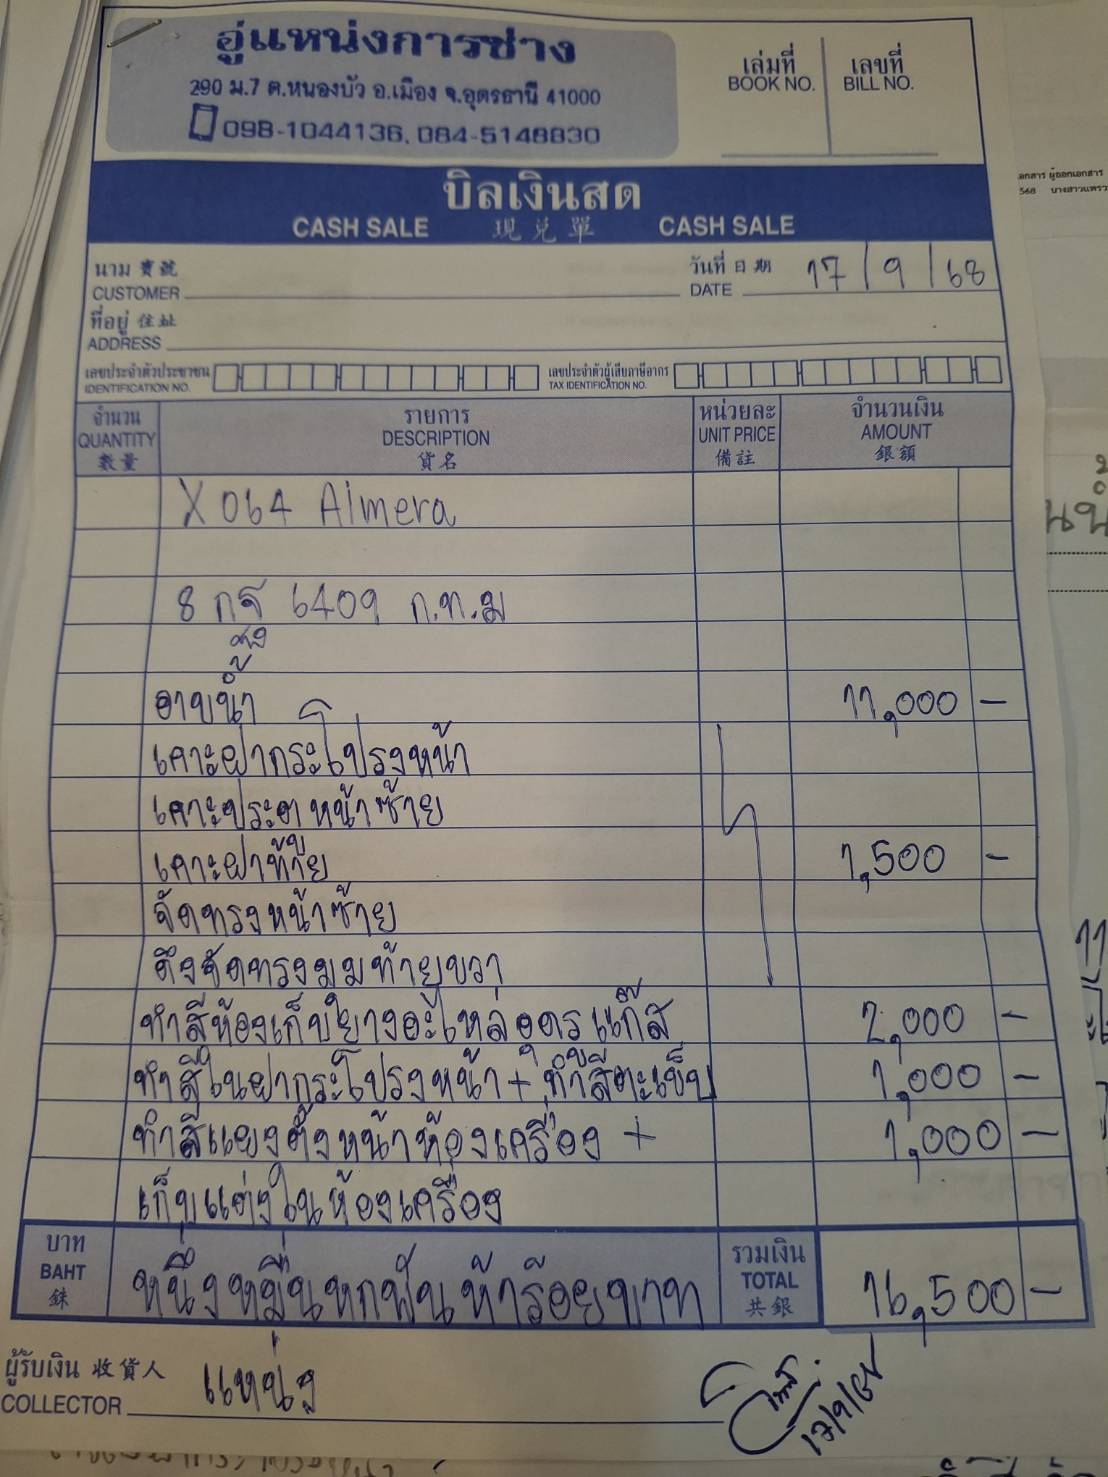 อู่แหน่งการช่าง
290 ม.7 ต.หนองบัว อ.เมือง จ.อุดรธานี 41000
098-1044136, 084-5148830
เล่มที่ เลขที่
BOOK NO. BILL NO.
บิลเงินสด
CASH SALE 現兌單 CASH SALE
นาม 寶號 วันที่ 日期 17/9/68
CUSTOMER DATE
ที่อยู่ 住址
ADDRESS
เลขประจำตัวประชาชน เลขประจำตัวผู้เสียภาษีอากร
IDENTIFICATION NO. TAX IDENTIFICATION NO.
จำนวน รายการ หน่วยละ จำนวนเงิน
QUANTITY DESCRIPTION UNIT PRICE AMOUNT
數量 貨名 備註 銀額
X064 Almera
8 กจ 6409 ก.ท.ม
อาบน้ำ 11,000 -
เคาะฝากระโปรงหน้า
เคาะประตูหน้าซ้าย
เคาะฝาท้าย 1,500 -
จัดทรงหน้าซ้าย
ดึงจัดทรงมุมท้ายขวา
ทำสีห้องเก็บยางอะไหล่อุดรูแก๊ส 2,000 -
ทำสีในฝากระโปรงหน้า + ทำสีตะเข็บ 1,000 -
ทำสีแผงตั้งหน้าห้องเครื่อง + 1,000 -
เก็บแต่งในห้องเครื่อง
บาท รวมเงิน
BAHT หนึ่งหมื่นหกพันห้าร้อยบาท TOTAL 16,500 -
銖 共銀
ผู้รับเงิน 收貨人 แหน่ง
COLLECTOR
17/9/68